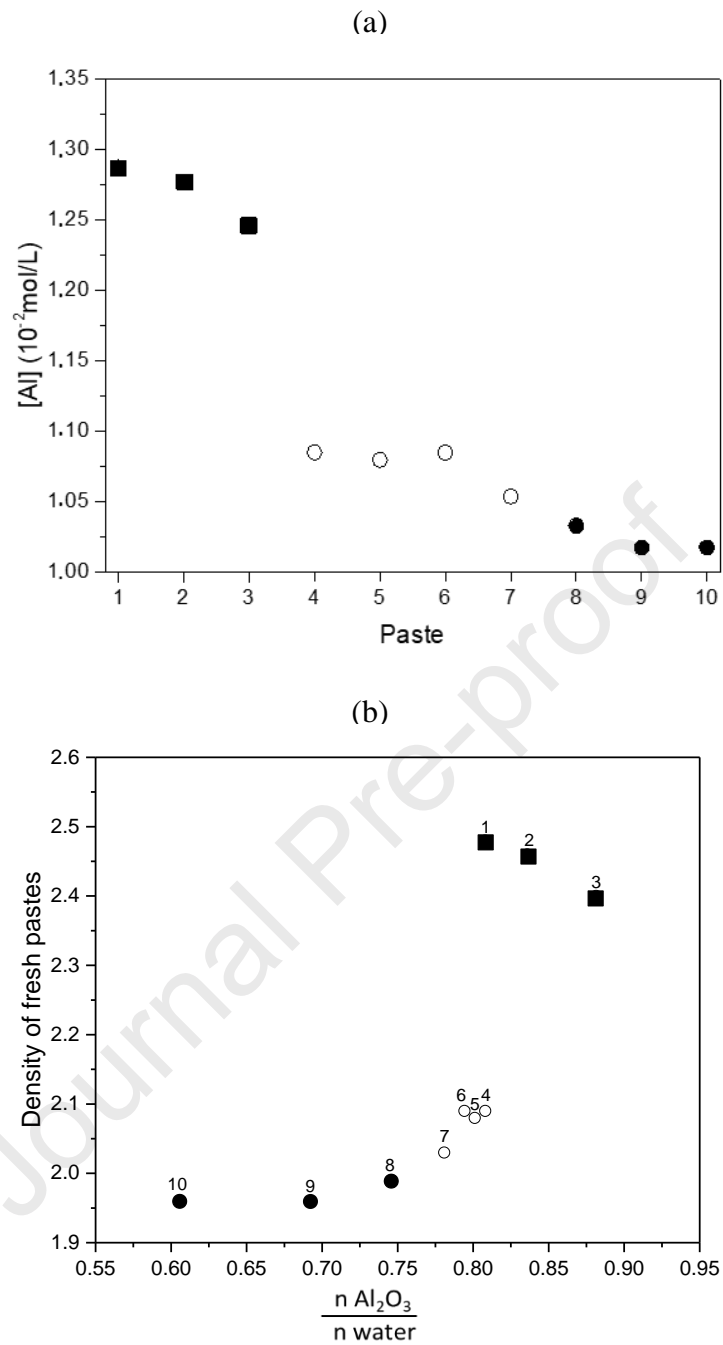 (a)
1.35
1.30
1.25
1.20
1.15
1.10
1.05
1.00
[Al] (10⁻²mol/L)
1 2 3 4 5 6 7 8 9 10
Paste
(b)
2.6
2.5
2.4
2.3
2.2
2.1
2.0
1.9
Density of fresh pastes
1
2
3
6
5
4
7
8
9
10
0.55 0.60 0.65 0.70 0.75 0.80 0.85 0.90 0.95
n Al₂O₃
n water
Journal Pre-proof